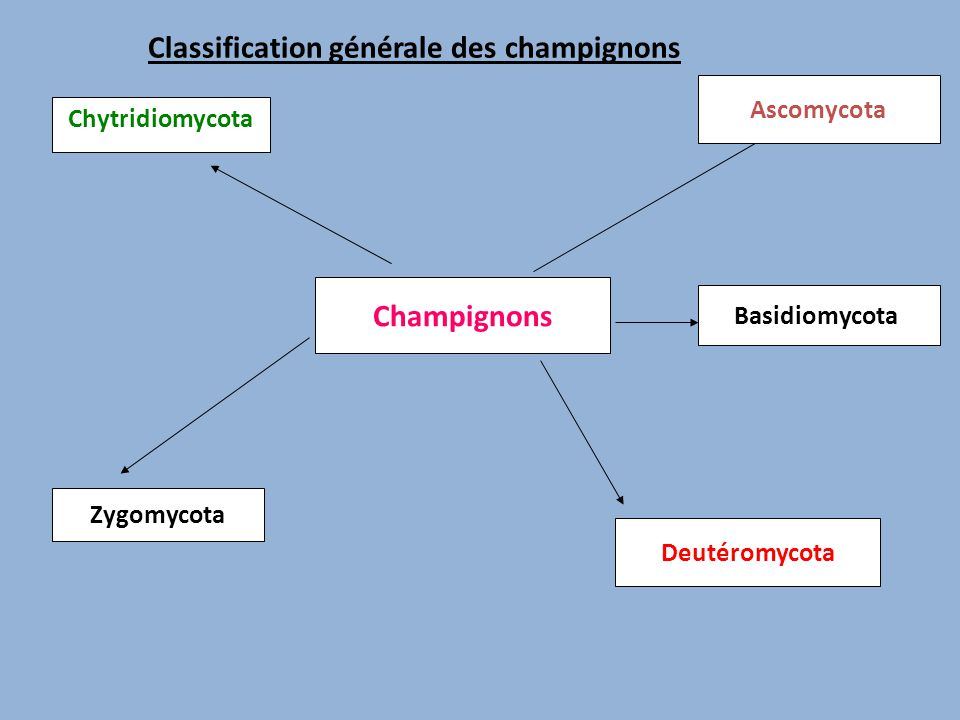 Classification générale des champignons
Ascomycota
Chytridiomycota
Champignons
Basidiomycota
Zygomycota
Deutéromycota